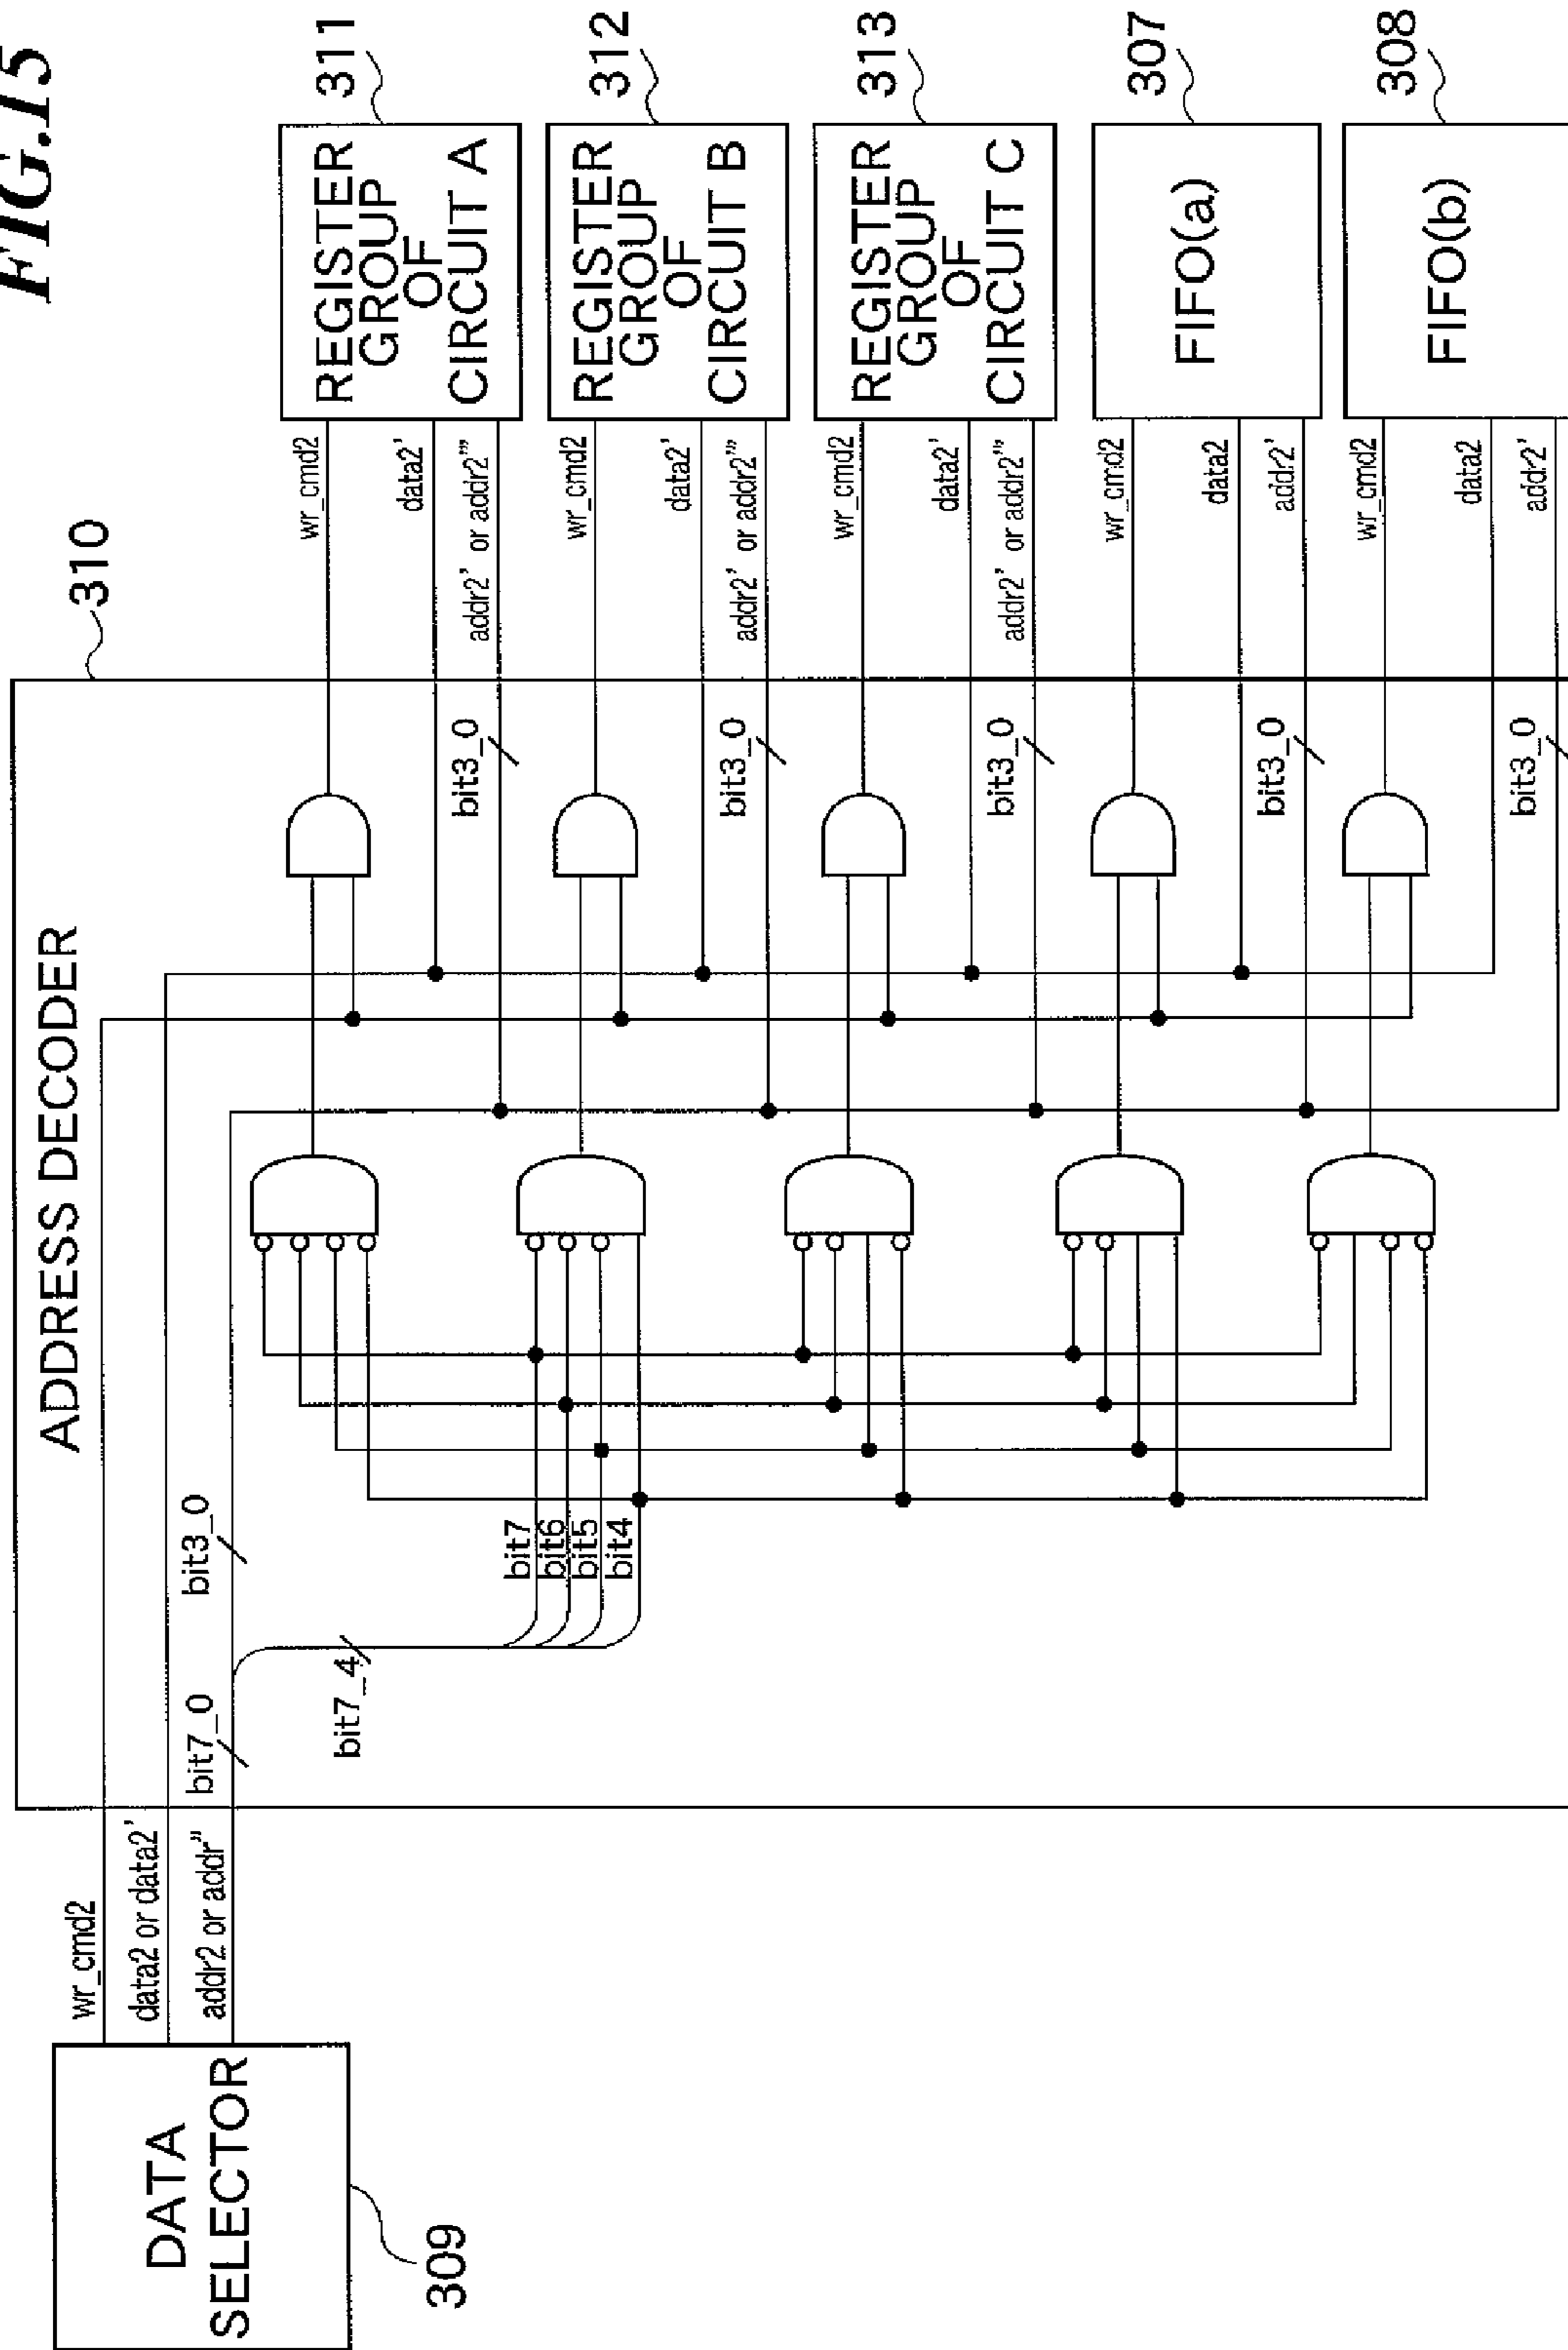 FIG.15
310
ADDRESS DECODER
DATA
SELECTOR
309
wr_cmd2
data2 or data2'
addr2 or addr"
bit7_0
bit3_0
bit7_4
bit7
bit6
bit5
bit4
bit3_0
wr_cmd2
data2'
addr2' or addr2'''
REGISTER
GROUP
OF
CIRCUIT A
311
bit3_0
wr_cmd2
data2'
addr2' or addr2'''
REGISTER
GROUP
OF
CIRCUIT B
312
bit3_0
wr_cmd2
data2'
addr2' or addr2'''
REGISTER
GROUP
OF
CIRCUIT C
313
bit3_0
wr_cmd2
data2
addr2'
FIFO(a)
307
bit3_0
wr_cmd2
data2
addr2'
FIFO(b)
308